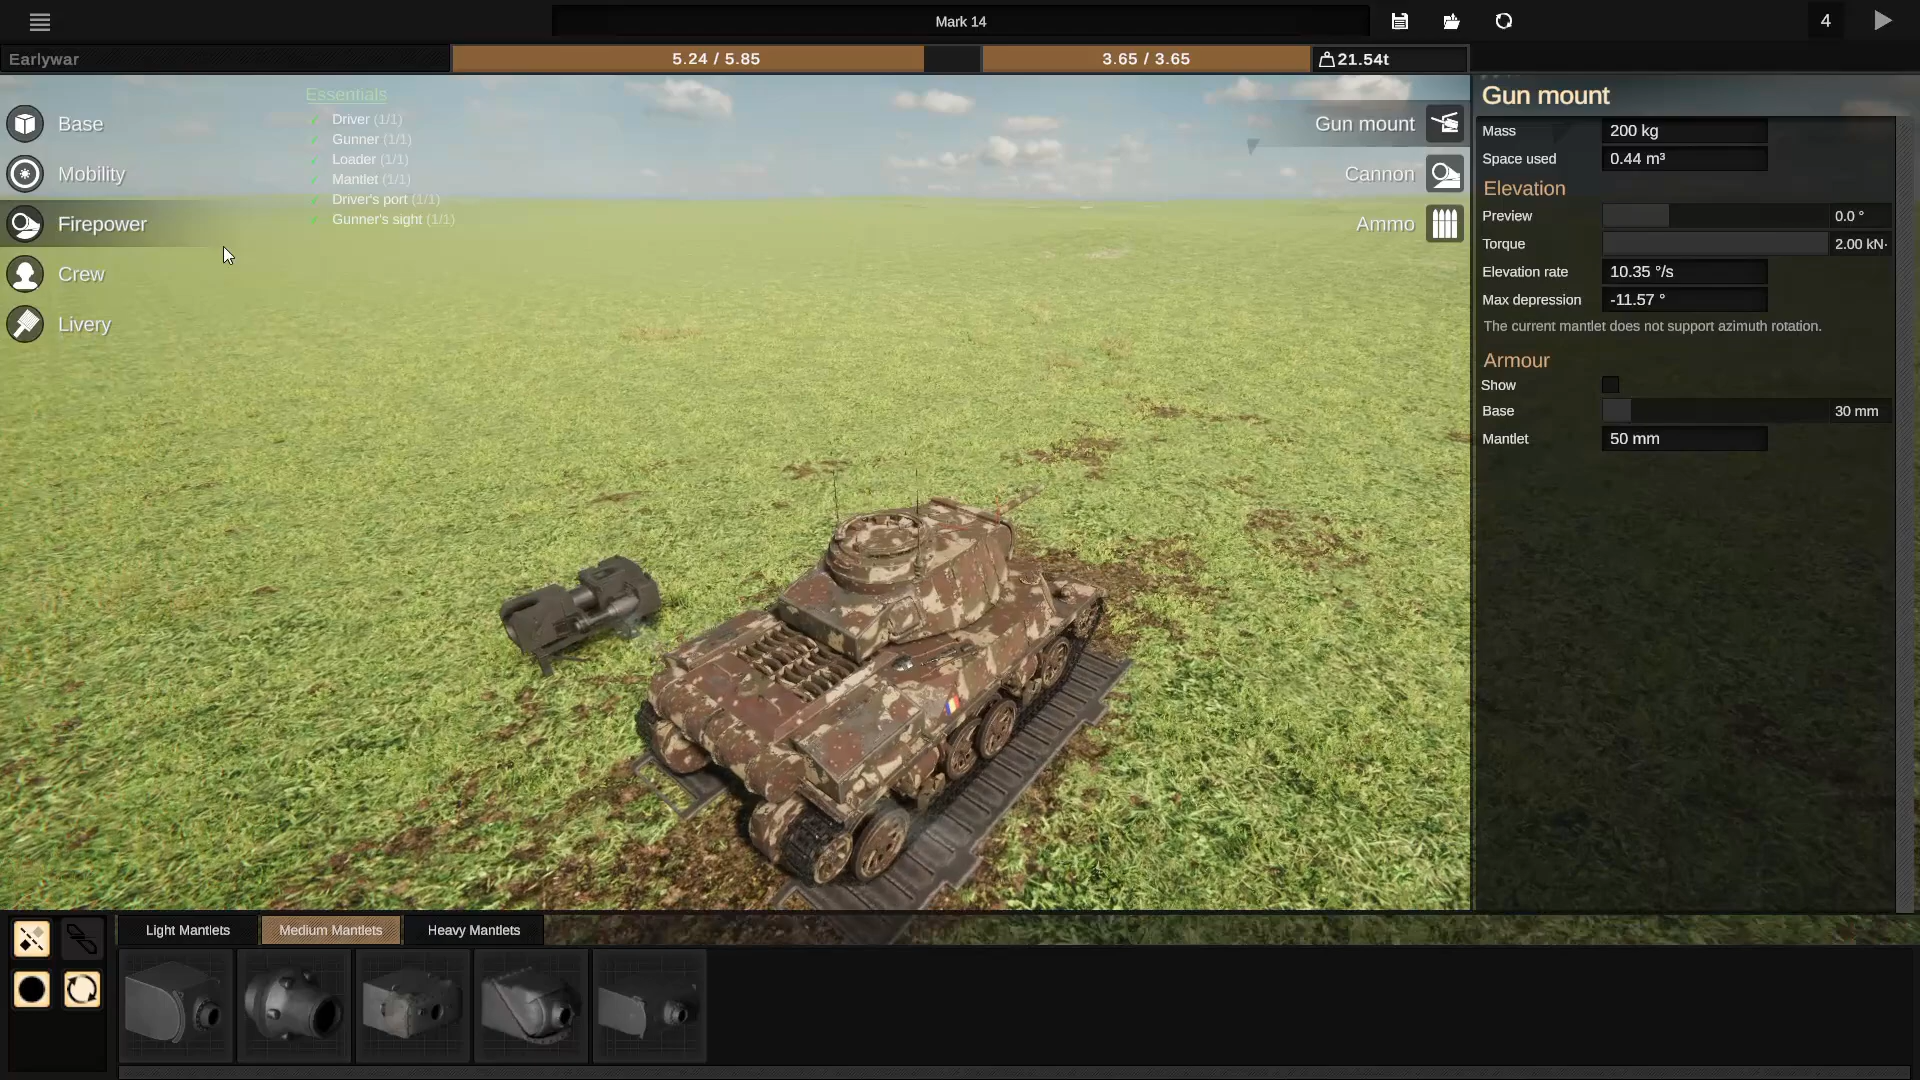 Mark 14
4
Earlywar
5.24 / 5.85
3.65 / 3.65
21.54t
Base
Mobility
Firepower
Crew
Livery
Essentials
Driver (1/1)
Gunner (1/1)
Loader (1/1)
Mantlet (1/1)
Driver's port (1/1)
Gunner's sight (1/1)
Gun mount
Cannon
Ammo
Gun mount
Mass 200 kg
Space used 0.44 m³
Elevation
Preview 0.0 °
Torque 2.00 kN·
Elevation rate 10.35 °/s
Max depression -11.57 °
The current mantlet does not support azimuth rotation.
Armour
Show
Base 30 mm
Mantlet 50 mm
Light Mantlets
Medium Mantlets
Heavy Mantlets